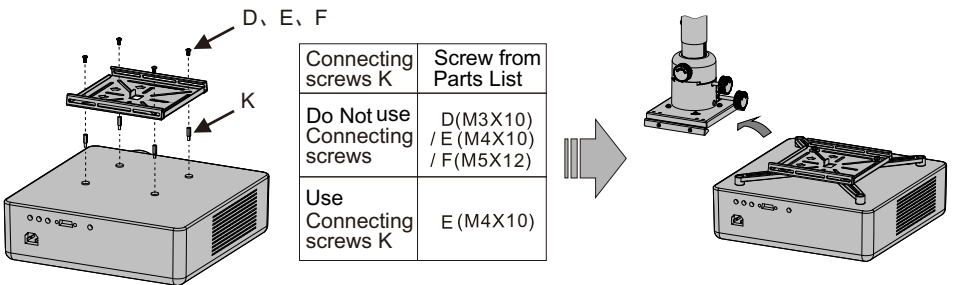 D、E、F
K
Connecting screws K
Screw from Parts List
Do Not use Connecting screws
D(M3X10)
/ E (M4X10)
/ F(M5X12)
Use Connecting screws K
E (M4X10)